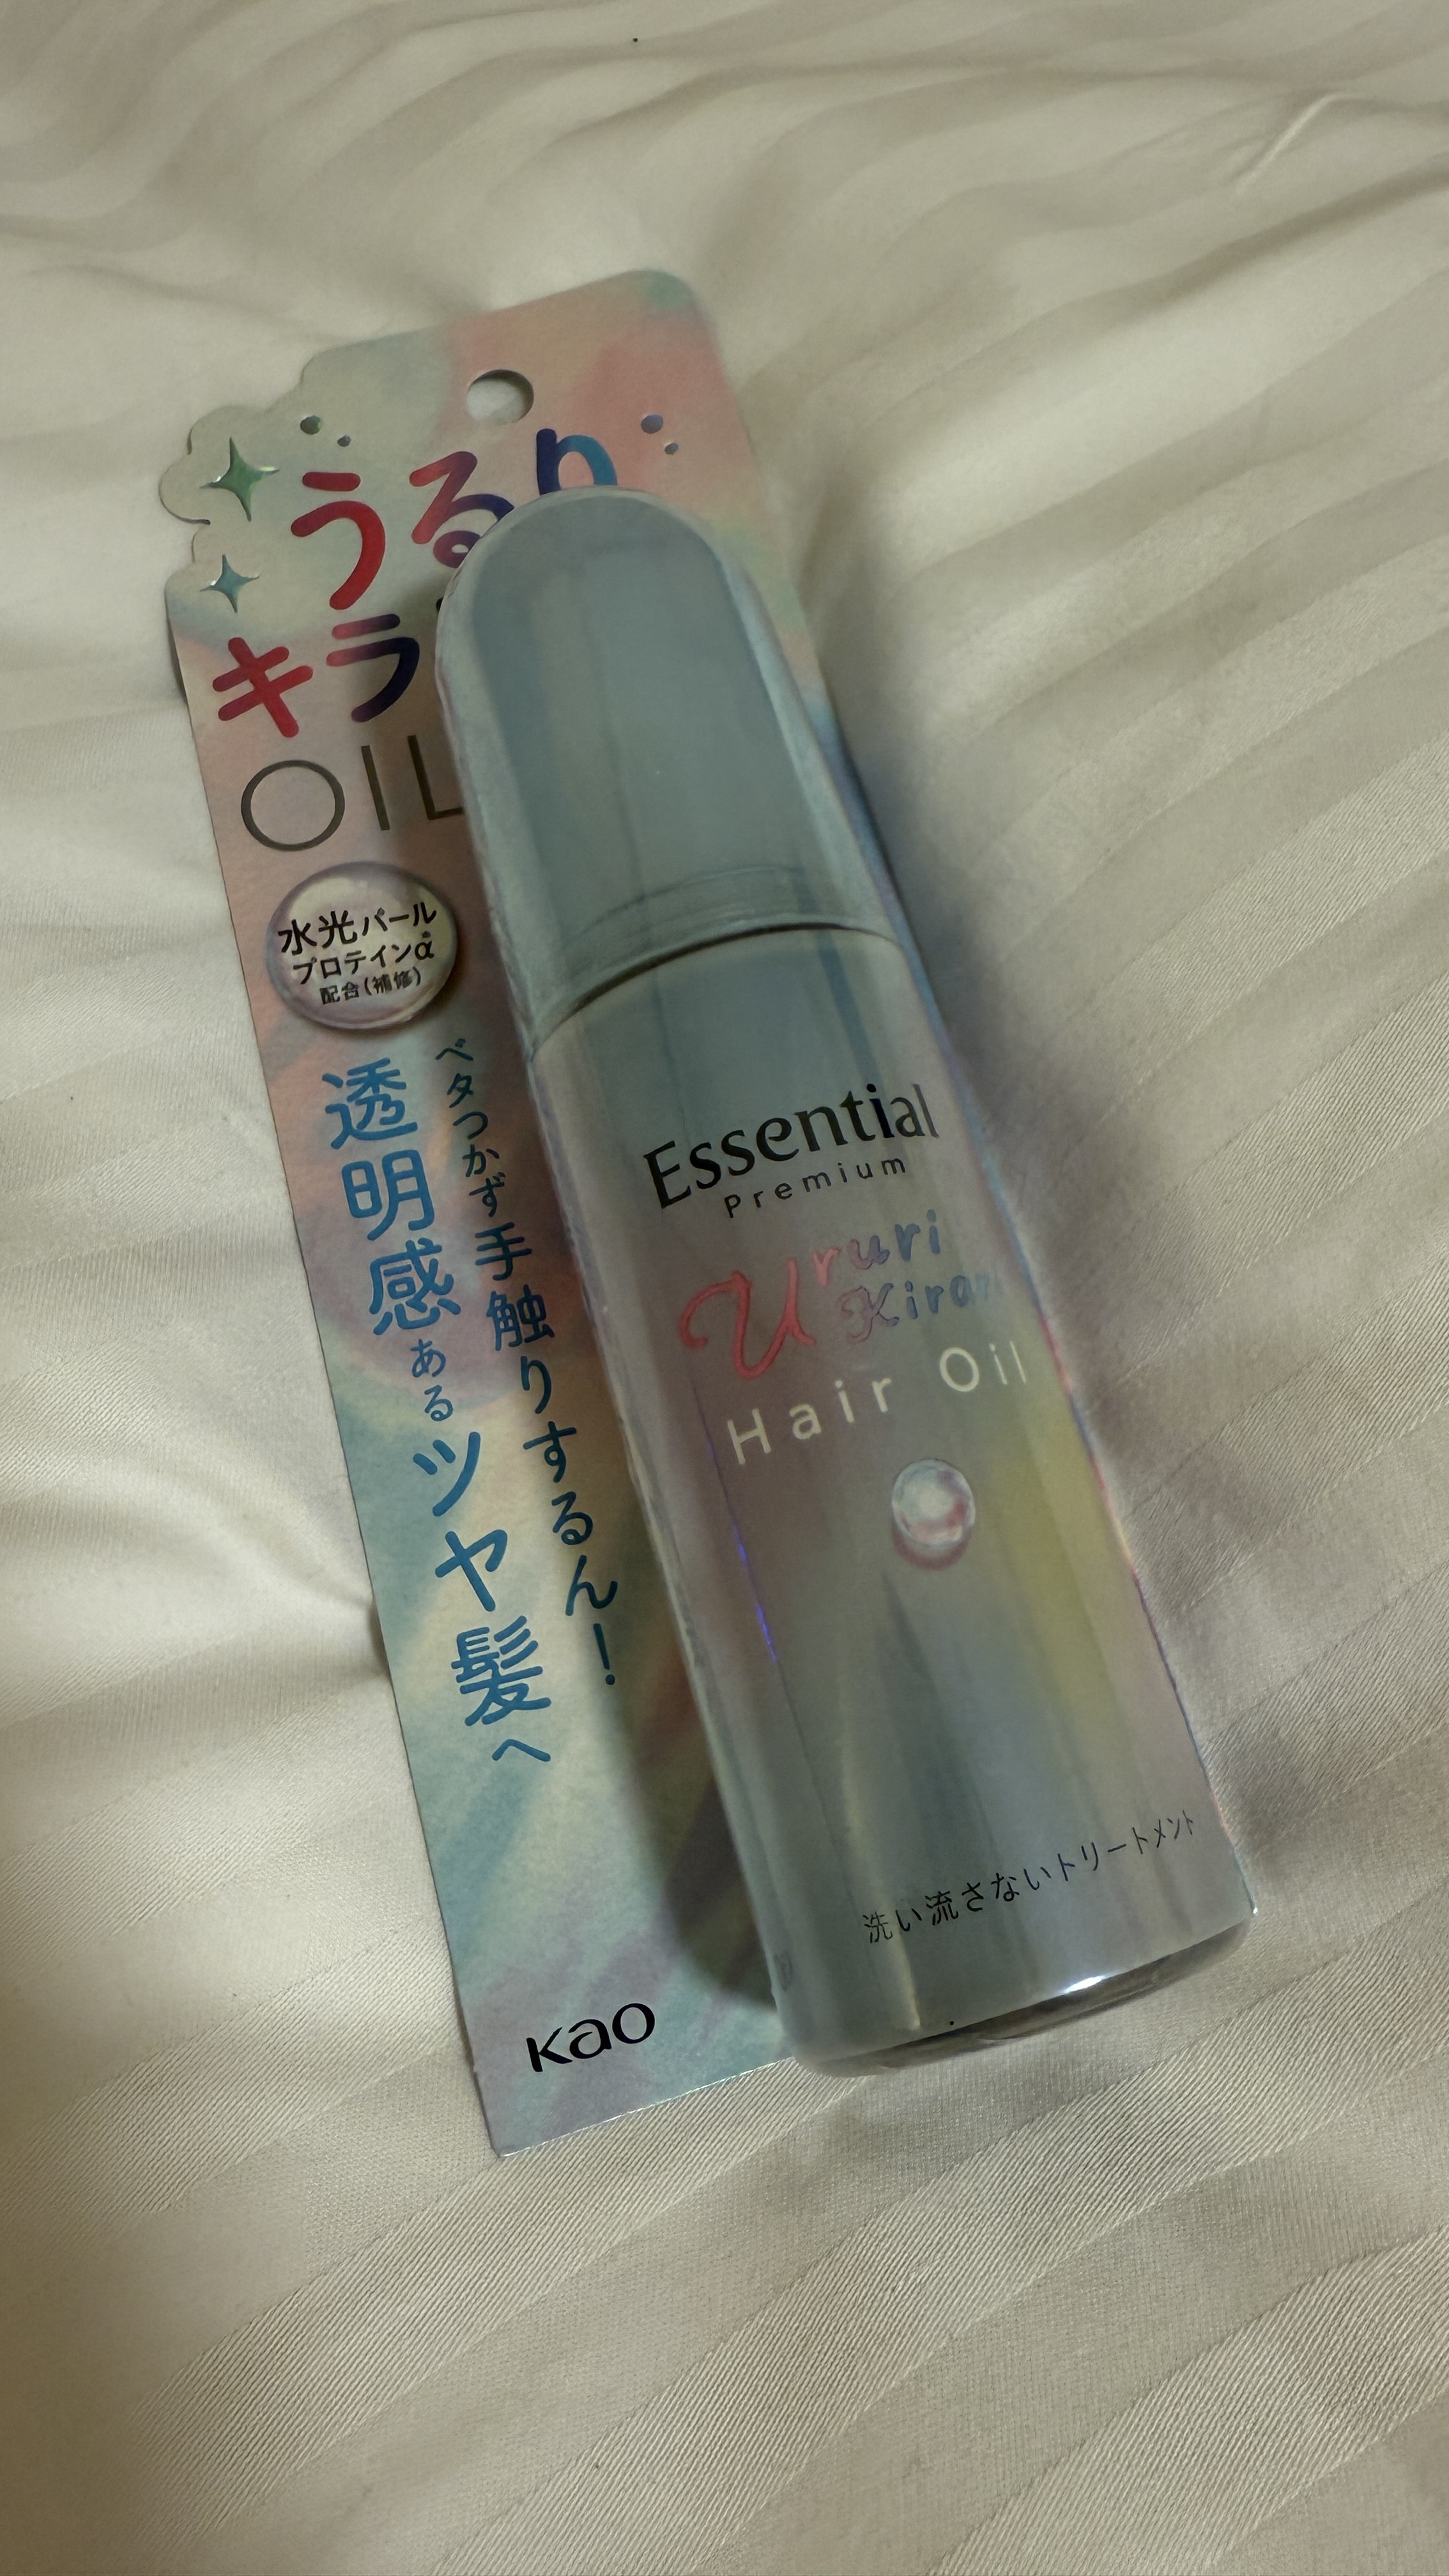 うるり
キラ
OIL
水光パール
プロテインα
配合(補修)
ベタつかず手触りするん!
透明感あるツヤ髪へ
kao
Essential
Premium
Ururi
Kiran
Hair Oil
洗い流さないトリートメント